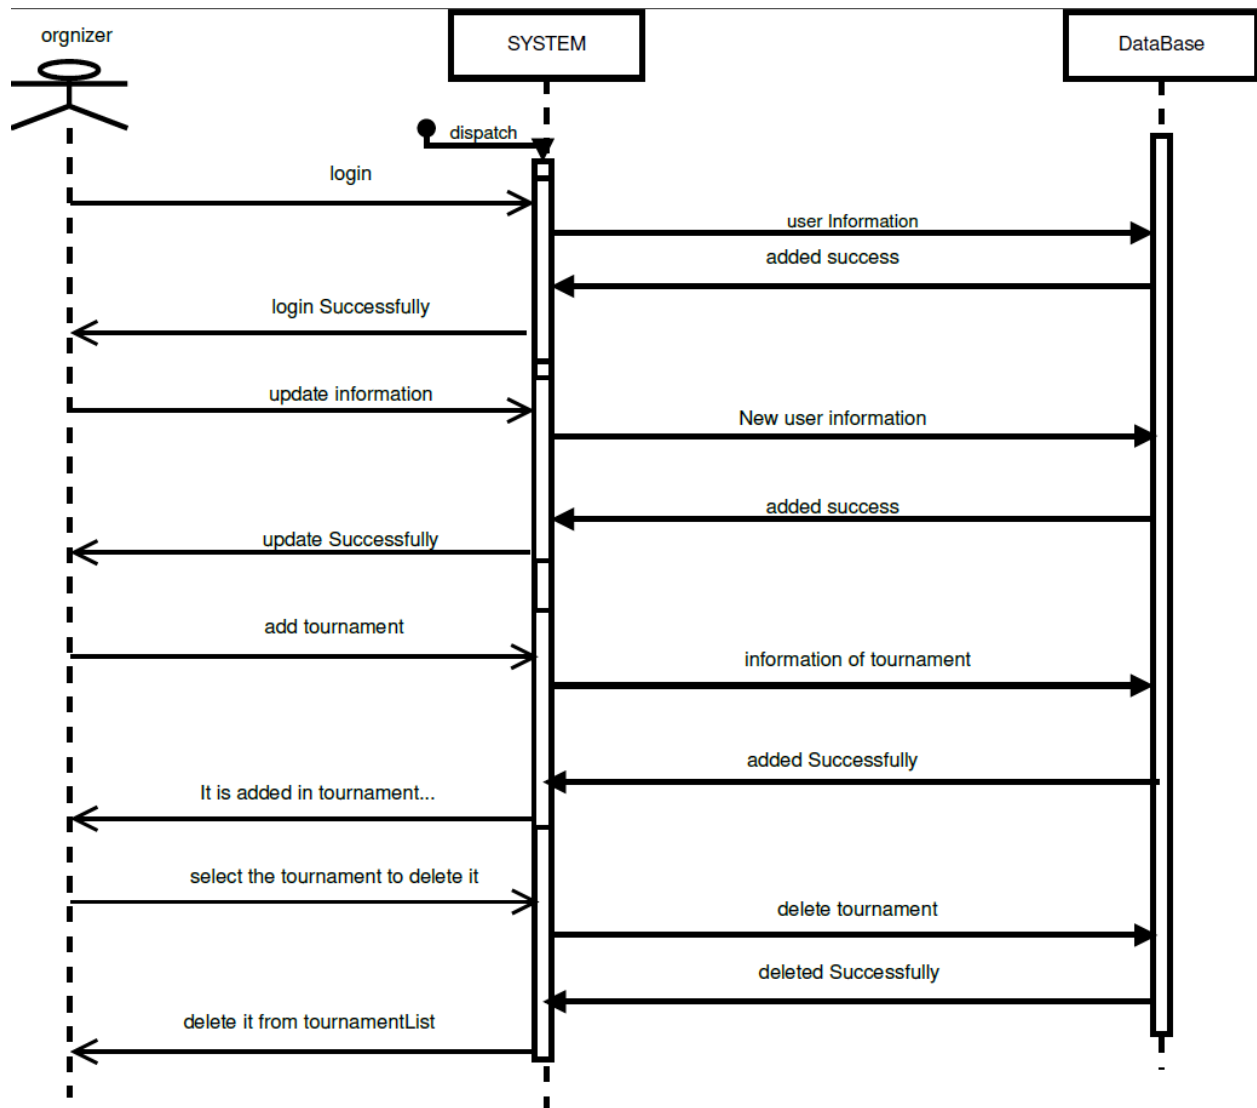 orgnizer
SYSTEM
DataBase
dispatch
login
user Information
added success
login Successfully
update information
New user information
added success
update Successfully
add tournament
information of tournament
added Successfully
It is added in tournament...
select the tournament to delete it
delete tournament
deleted Successfully
delete it from tournamentList